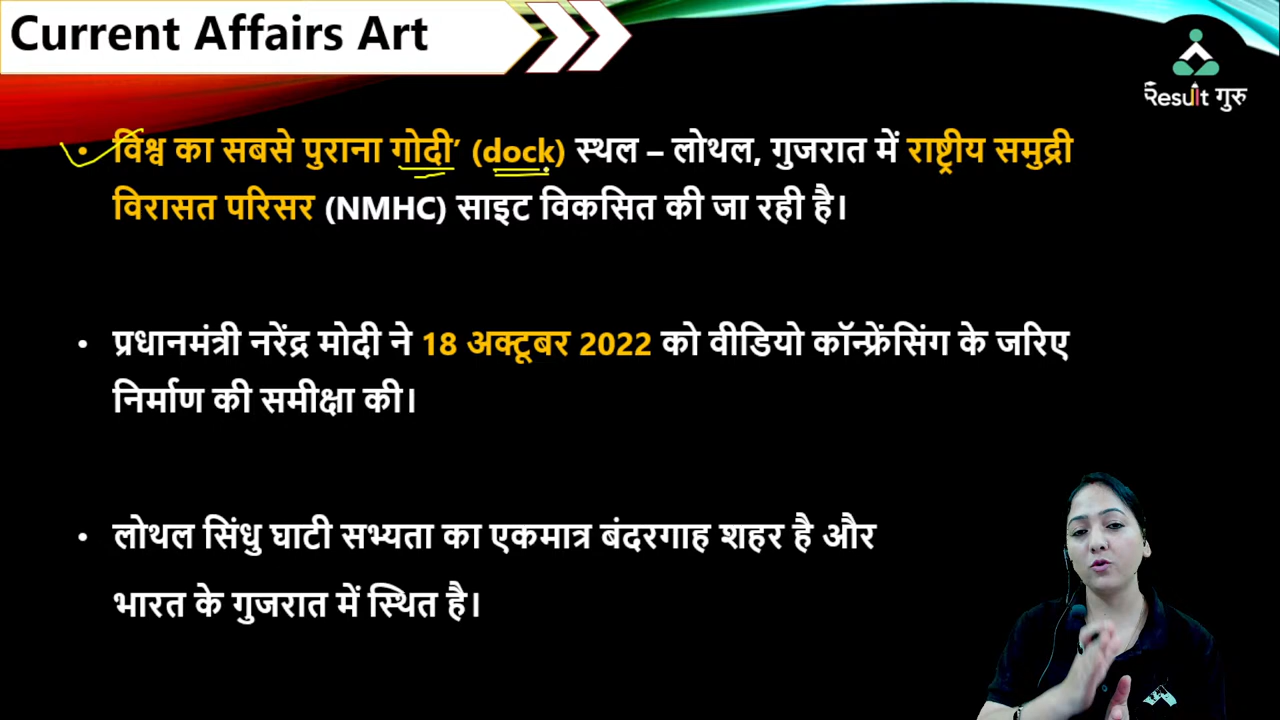 Current Affairs Art
Result गुरु
• विश्व का सबसे पुराना गोदी’ (dock) स्थल – लोथल, गुजरात में राष्ट्रीय समुद्री
विरासत परिसर (NMHC) साइट विकसित की जा रही है।
• प्रधानमंत्री नरेंद्र मोदी ने 18 अक्टूबर 2022 को वीडियो कॉन्फ्रेंसिंग के जरिए
निर्माण की समीक्षा की।
• लोथल सिंधु घाटी सभ्यता का एकमात्र बंदरगाह शहर है और
भारत के गुजरात में स्थित है।